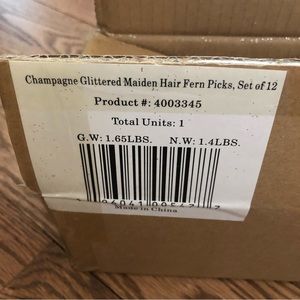 Champagne Glittered Maiden Hair Fern Picks, Set of 12
Product #: 4003345
Total Units: 1
G.W: 1.65LBS. N.W: 1.4LBS.
Made in China